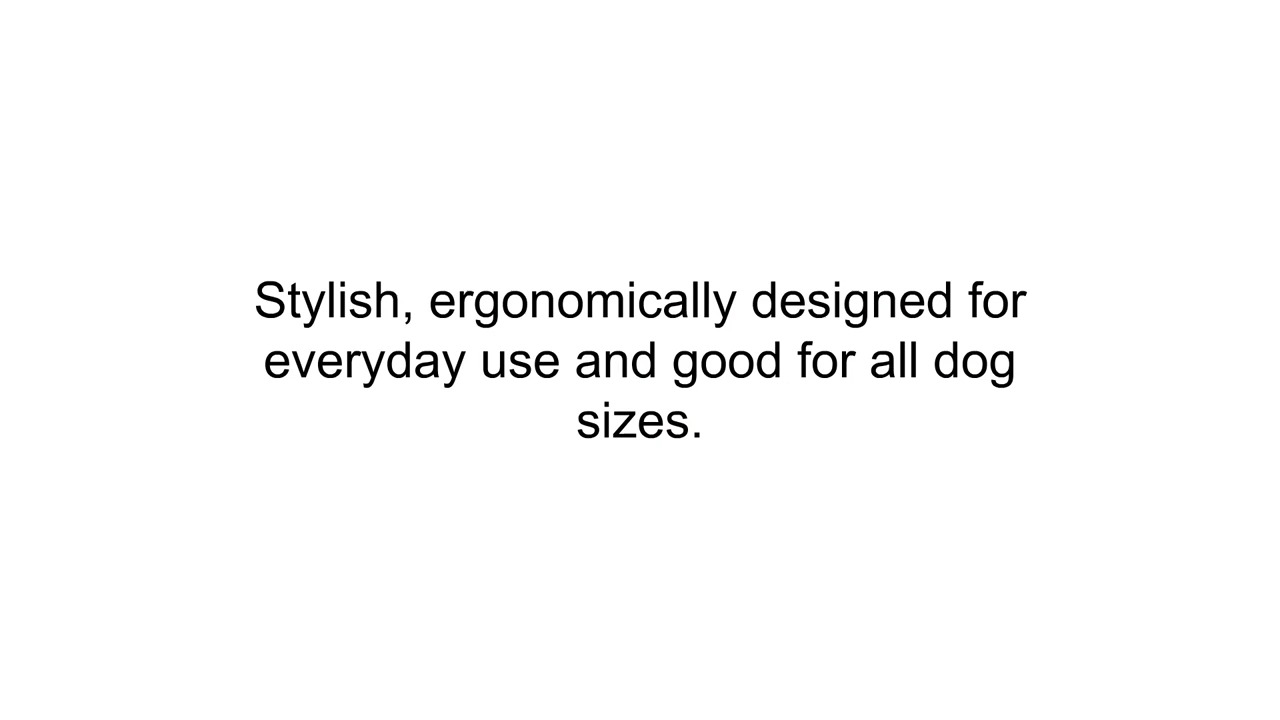 Stylish, ergonomically designed for
everyday use and good for all dog
sizes.